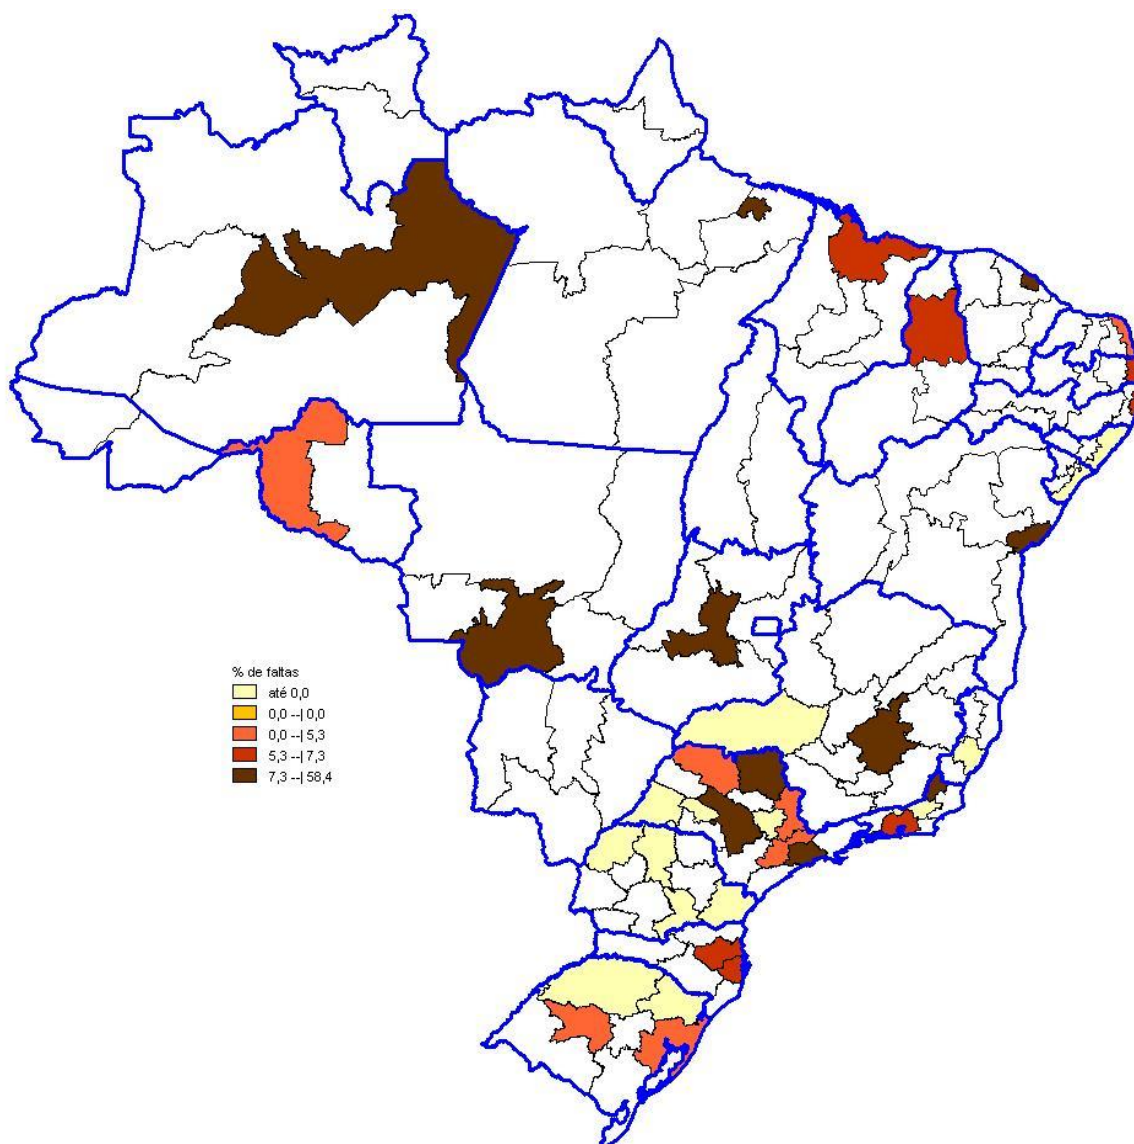 % de faltas
até 0,0
0,0 --| 0,0
0,0 --| 5,3
5,3 --| 7,3
7,3 --| 58,4